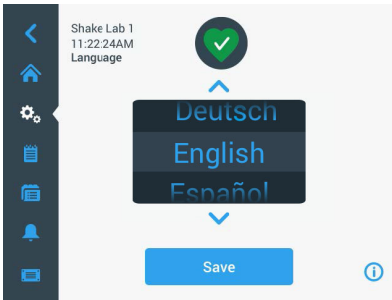 Shake Lab 1
11:22:24AM
Language
Deutsch
English
Español
Save